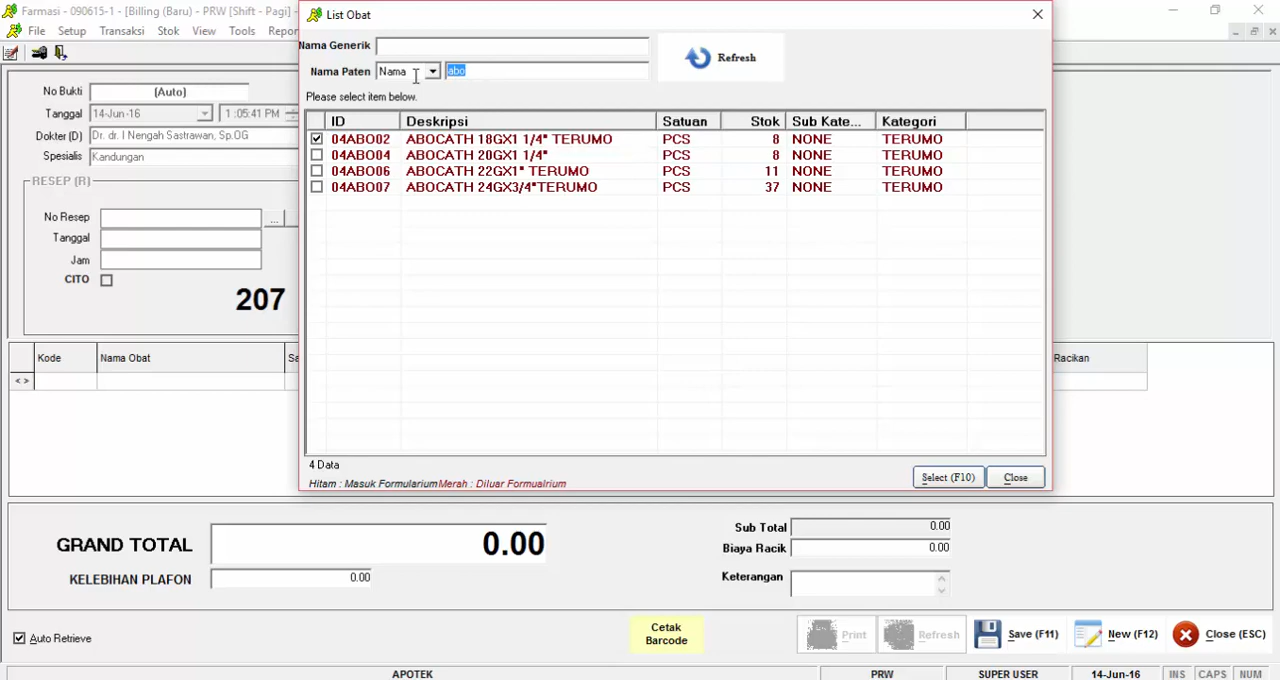 Farmasi - 090615-1 - [Billing (Baru) - PRW [Shift - Pagi] -
File Setup Transaksi Stok View Tools Repor
No Bukti (Auto)
Tanggal 14-Jun-16 1 :05:41 PM
Dokter (D) Dr. dr. I Nengah Sastrawan, Sp.OG
Spesialis Kandungan
RESEP (R)
No Resep ...
Tanggal
Jam
CITO
207
List Obat
Nama Generik
Refresh
Nama Paten Nama abo
Please select item below.
ID Deskripsi Satuan Stok Sub Kate... Kategori
04ABO02 ABOCATH 18GX1 1/4" TERUMO PCS 8 NONE TERUMO
04ABO04 ABOCATH 20GX1 1/4" PCS 8 NONE TERUMO
04ABO06 ABOCATH 22GX1" TERUMO PCS 11 NONE TERUMO
04ABO07 ABOCATH 24GX3/4"TERUMO PCS 37 NONE TERUMO
4 Data
Hitam : Masuk FormulariumMerah : Diluar Formualrium
Select (F10) Close
Kode Nama Obat Sa Racikan
< >
GRAND TOTAL 0.00
KELEBIHAN PLAFON 0.00
Sub Total 0.00
Biaya Racik 0.00
Keterangan
Auto Retrieve
Cetak
Barcode
Print Refresh Save (F11) New (F12) Close (ESC)
APOTEK PRW SUPER USER 14-Jun-16 INS CAPS NUM